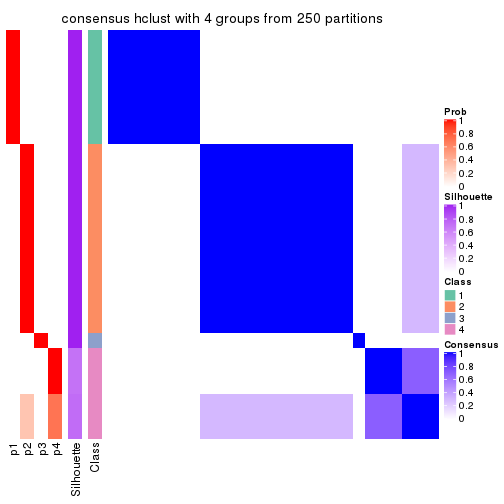 consensus hclust with 4 groups from 250 partitions
Prob
1
0.8
0.6
0.4
0.2
0
Silhouette
1
0.8
0.6
0.4
0.2
0
Class
1
2
3
4
Consensus
1
0.8
0.6
0.4
0.2
0
p1
p2
p3
p4
Silhouette
Class